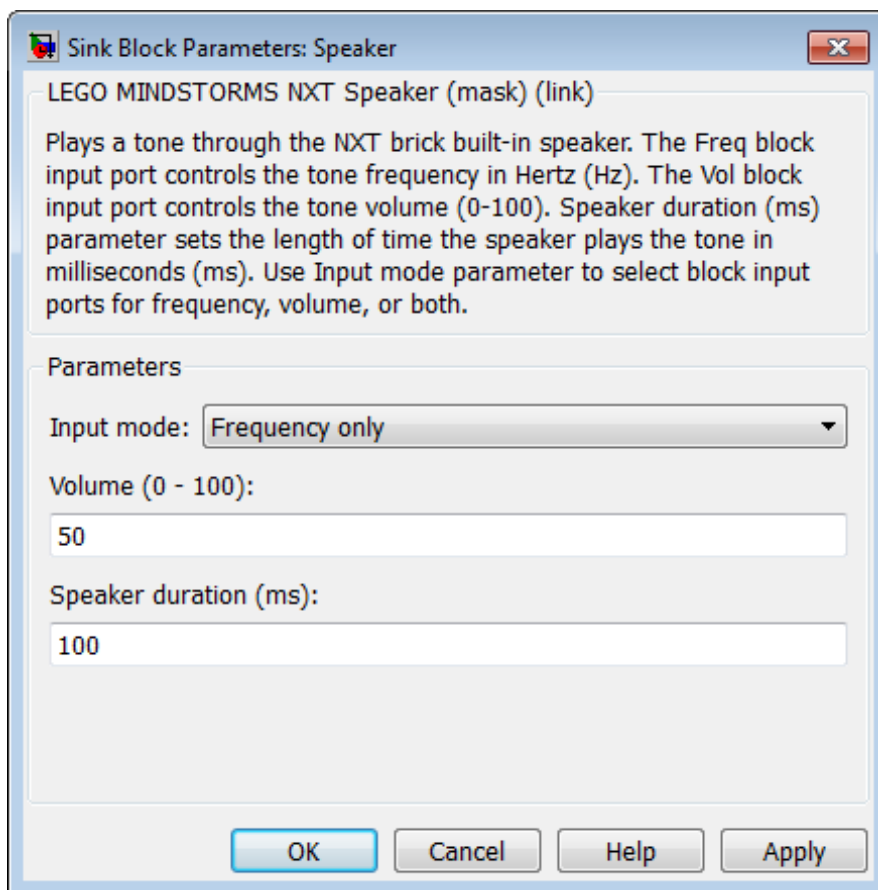 Sink Block Parameters: Speaker
LEGO MINDSTORMS NXT Speaker (mask) (link)
Plays a tone through the NXT brick built-in speaker. The Freq block
input port controls the tone frequency in Hertz (Hz). The Vol block
input port controls the tone volume (0-100). Speaker duration (ms)
parameter sets the length of time the speaker plays the tone in
milliseconds (ms). Use Input mode parameter to select block input
ports for frequency, volume, or both.
Parameters
Input mode: Frequency only
Volume (0 - 100):
50
Speaker duration (ms):
100
OK Cancel Help Apply